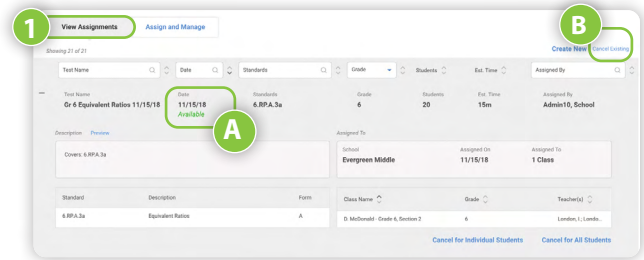 1 View Assignments Assign and Manage B
Showing 21 of 21 Create New Cancel Existing
Test Name Date Standards Grade Students Est. Time Assigned By
Test Name Date Standards Grade Students Est. Time Assigned By
Gr 6 Equivalent Ratios 11/15/18 11/15/18 6.RP.A.3a 6 20 15m Admin10, School
Available
A
Description Preview Assigned To
Covers: 6.RP.A.3a School Assigned On Assigned To
Evergreen Middle 11/15/18 1 Class
Standard Description Form Class Name Grade Teacher(s)
6.RP.A.3a Equivalent Ratios A D. McDonald - Grade 6, Section 2 6 London, I.; Londo...
Cancel for Individual Students Cancel for All Students